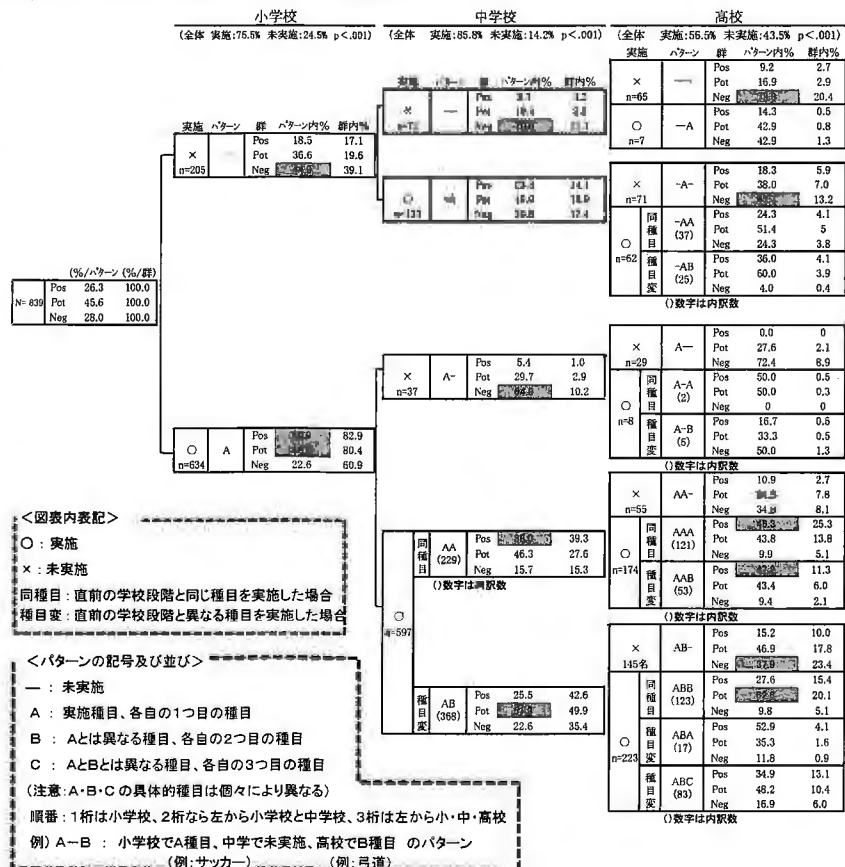 小学校 中学校 高校
(全体 実施:75.5% 未実施:24.5% p<.001) (全体 実施:85.8% 未実施:14.2% p<.001) (全体 実施:56.5% 未実施:43.5% p<.001)
(%/パターン (%/群)
N= 839
Pos 26.3 100.0
Pot 45.6 100.0
Neg 28.0 100.0
実施 パターン 群 パターン内% 群内%
× n=205
Pos 18.5 17.1
Pot 36.6 19.6
Neg 39.1
○ n=634 A
Pos 82.9
Pot 80.4
Neg 22.6 60.9
実施 群 パターン内% 群内%
× —
Pos
Pot
Neg
○
Pos
Pot
Neg
× n=37 A-
Pos 5.4 1.0
Pot 29.7 2.9
Neg 10.2
○ n=597
同種目 AA (229)
Pos 39.3
Pot 46.3 27.6
Neg 15.7 15.3
()数字は内訳数
種目変 AB (368)
Pos 25.5 42.6
Pot 49.9
Neg 22.6 35.4
実施 パターン 群 パターン内% 群内%
× n=65 —
Pos 9.2 2.7
Pot 16.9 2.9
Neg 20.4
○ n=7 —A
Pos 14.3 0.5
Pot 42.9 0.8
Neg 42.9 1.3
× n=71 -A-
Pos 18.3 5.9
Pot 38.0 7.0
Neg 13.2
○ n=62
同種目 -AA (37)
Pos 24.3 4.1
Pot 51.4 5
Neg 24.3 3.8
種目変 -AB (25)
Pos 36.0 4.1
Pot 60.0 3.9
Neg 4.0 0.4
()数字は内訳数
× n=29 A—
Pos 0.0 0
Pot 27.6 2.1
Neg 72.4 8.9
○ n=8
同種目 A-A (2)
Pos 50.0 0.5
Pot 50.0 0.3
Neg 0 0
種目変 A-B
Pos 16.7 0.5
Pot 33.3 0.5
Neg 50.0 1.3
()数字は内訳数
× n=55 AA-
Pos 10.9 2.7
Pot 7.8
Neg 8.1
○ n=174
同種目 AAA (121)
Pos 25.3
Pot 43.8 13.8
Neg 9.9 5.1
種目変 AAB (53)
Pos 11.3
Pot 43.4 6.0
Neg 9.4 2.1
()数字は内訳数
× 145名 AB-
Pos 15.2 10.0
Pot 46.9 17.8
Neg 37.9 23.4
○ n=223
同種目 ABB (123)
Pos 27.6 15.4
Pot 20.1
Neg 9.8 5.1
種目変 ABA (17)
Pos 52.9 4.1
Pot 35.3 1.6
Neg 11.8 0.9
種目変 ABC (83)
Pos 34.9 13.1
Pot 48.2 10.4
Neg 16.9 6.0
()数字は内訳数
<図表内表記>
○ : 実施
× : 未実施
同種目 : 直前の学校段階と同じ種目を実施した場合
種目変 : 直前の学校段階と異なる種目を実施した場合
<パターンの記号及び並び>
— : 未実施
A : 実施種目、各自の1つ目の種目
B : Aとは異なる種目、各自の2つ目の種目
C : AとBとは異なる種目、各自の3つ目の種目
(注意:A・B・Cの具体的種目は個々により異なる)
順番 : 1桁は小学校、2桁なら左から小学校と中学校、3桁は左から小・中・高校
例) A−B : 小学校でA種目、中学で未実施、高校でB種目 のパターン
(例:サッカー) (例:弓道)